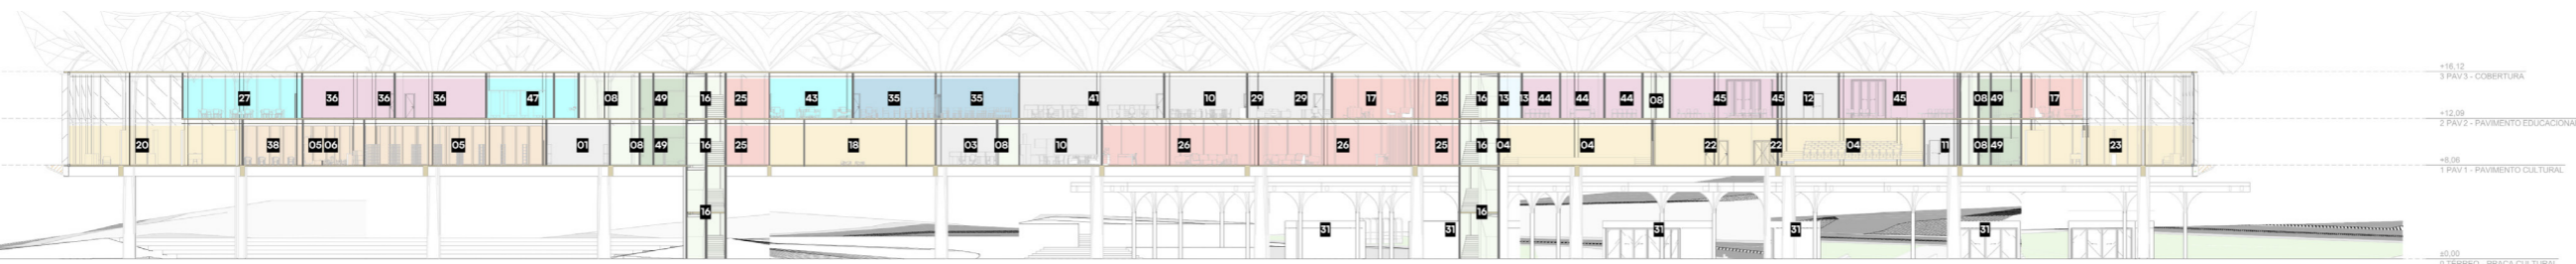 +16,12
3 PAV 3 - COBERTURA
27 36 36 36 47 08 49 16 25 43 35 35 41 10 29 29 17 25 16 13 13 44 44 44 08 45 45 12 45 08 49 17
+12,09
2 PAV 2 - PAVIMENTO EDUCACIONAL
20 38 05 06 05 01 08 49 16 25 18 03 08 10 26 26 25 16 04 04 22 22 04 11 08 49 23
+8,06
1 PAV 1 - PAVIMENTO CULTURAL
16 16
31 31 31 31 31
±0,00
0 TÉRREO - PRAÇA CULTURAL